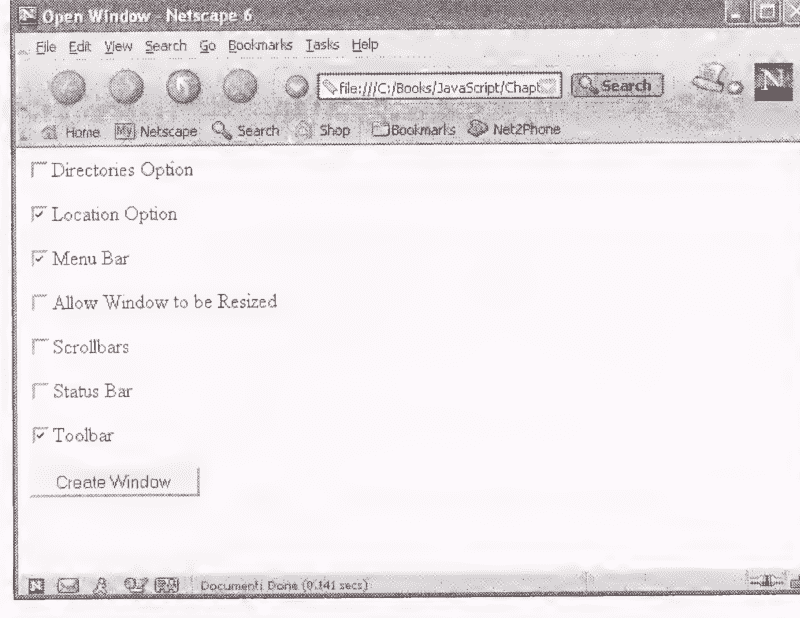 Open Window - Netscape 6
File Edit View Search Go Bookmarks Tasks Help
file:///C:/Books/JavaScript/Chapt Search N
Home My Netscape Search Shop Bookmarks Net2Phone
Directories Option
Location Option
Menu Bar
Allow Window to be Resized
Scrollbars
Status Bar
Toolbar
Create Window
N Document: Done (0.141 secs)